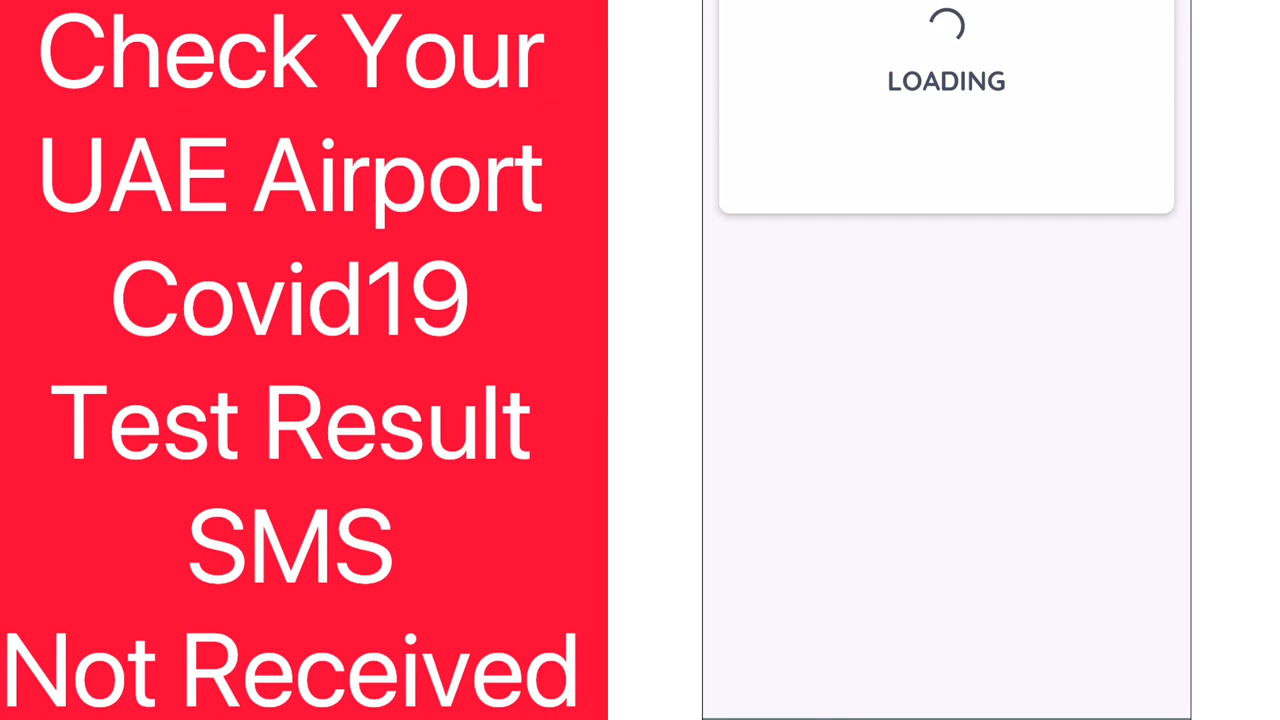 Check Your
UAE Airport
Covid19
Test Result
SMS
Not Received
LOADING